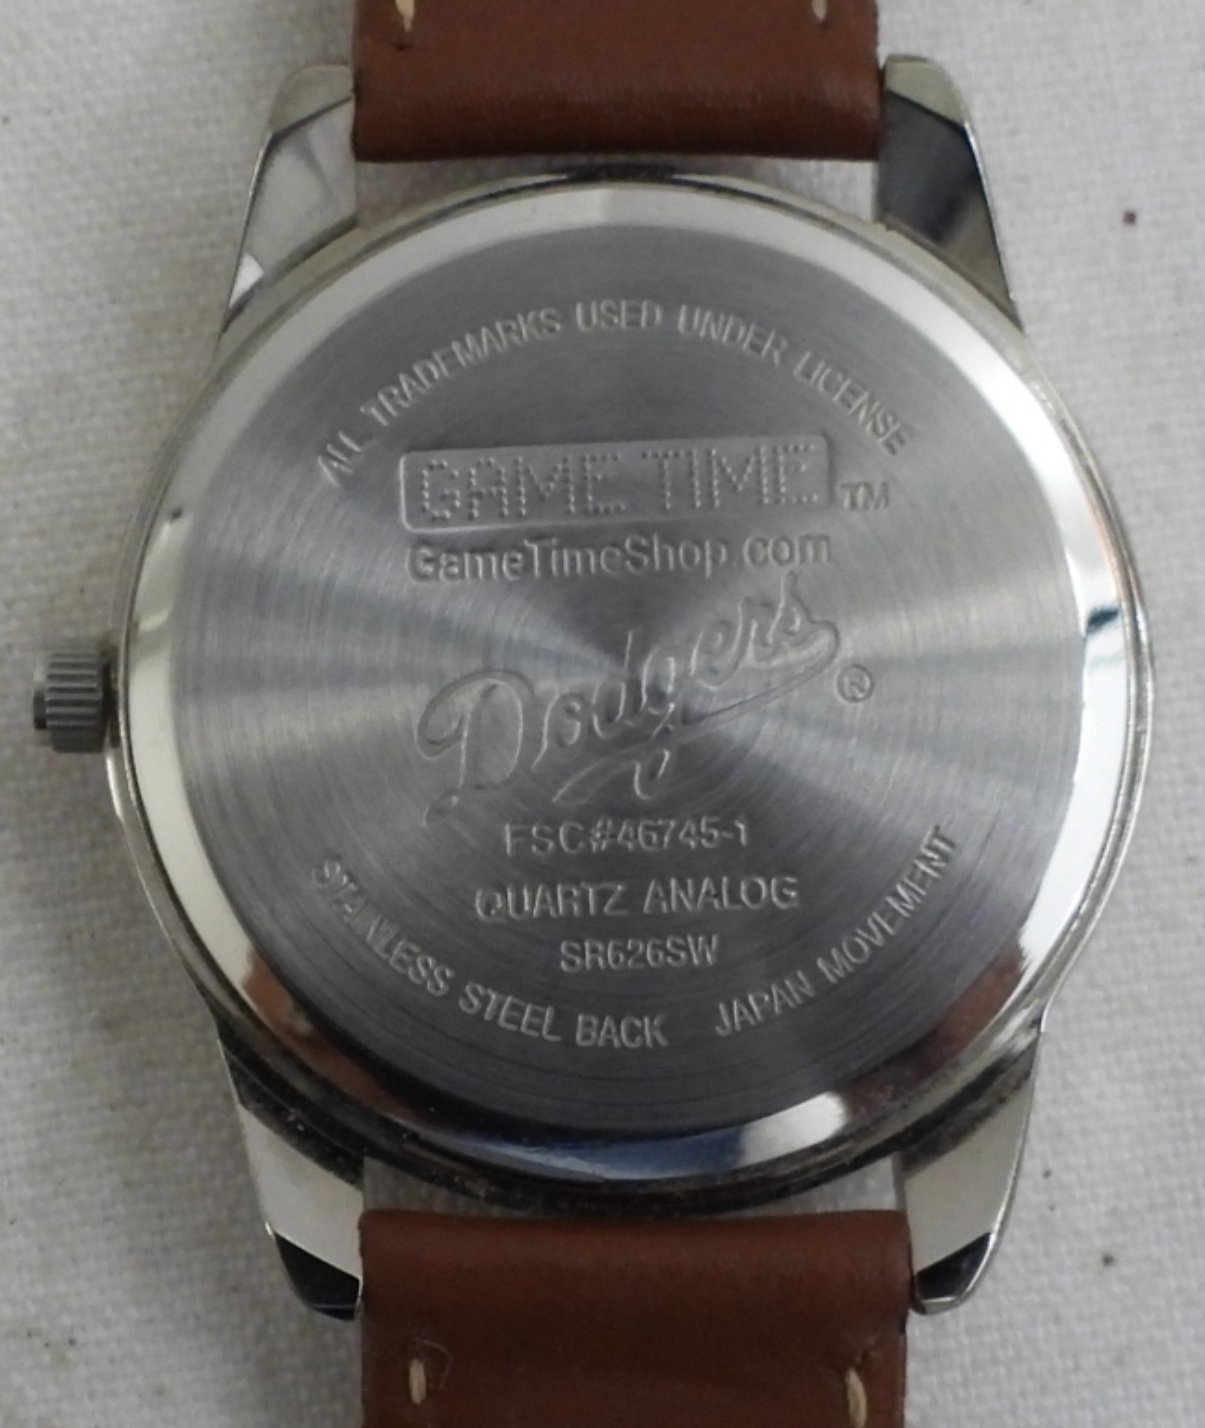 ALL TRADEMARKS USED UNDER LICENSE
GAME TIME TM
GameTimeShop.com
Dodgers ®
FSC#46745-1
QUARTZ ANALOG
SR626SW
STAINLESS STEEL BACK JAPAN MOVEMENT